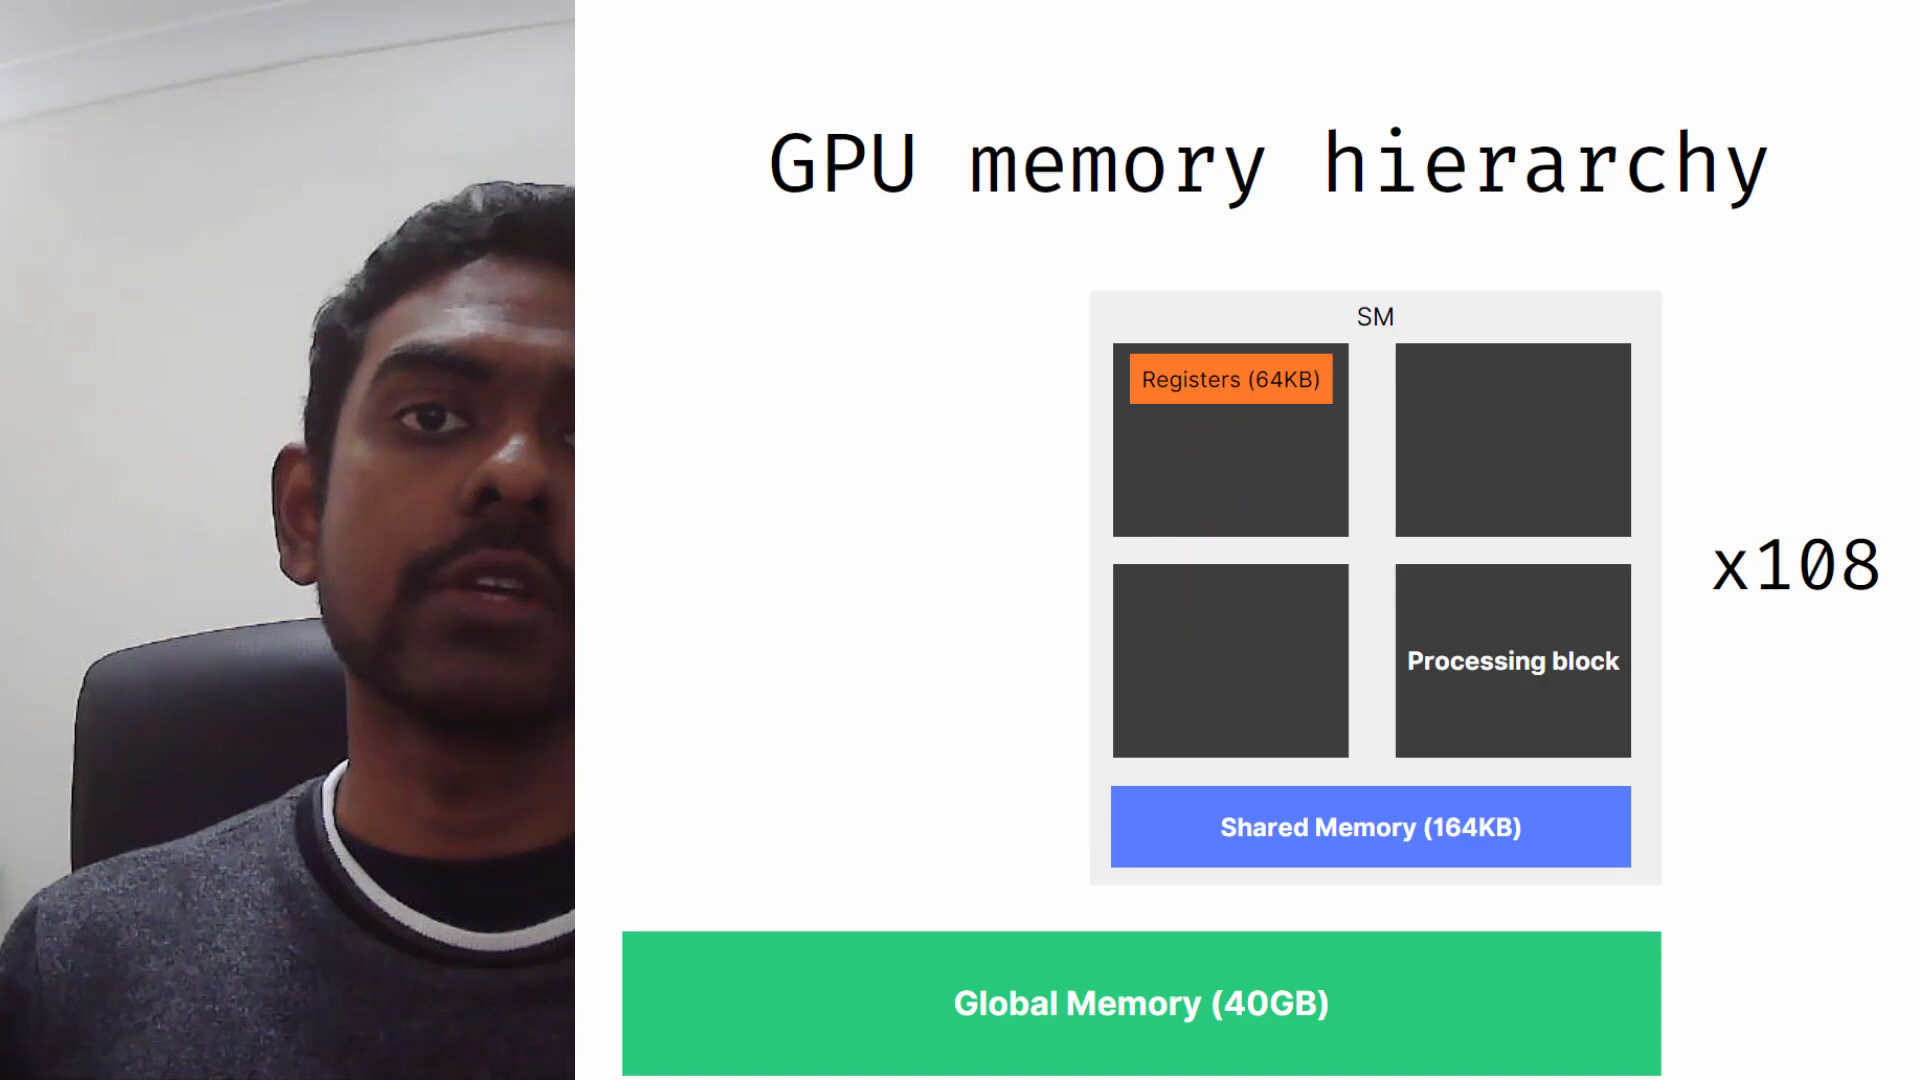 GPU memory hierarchy
SM
Registers (64KB)
x108
Processing block
Shared Memory (164KB)
Global Memory (40GB)